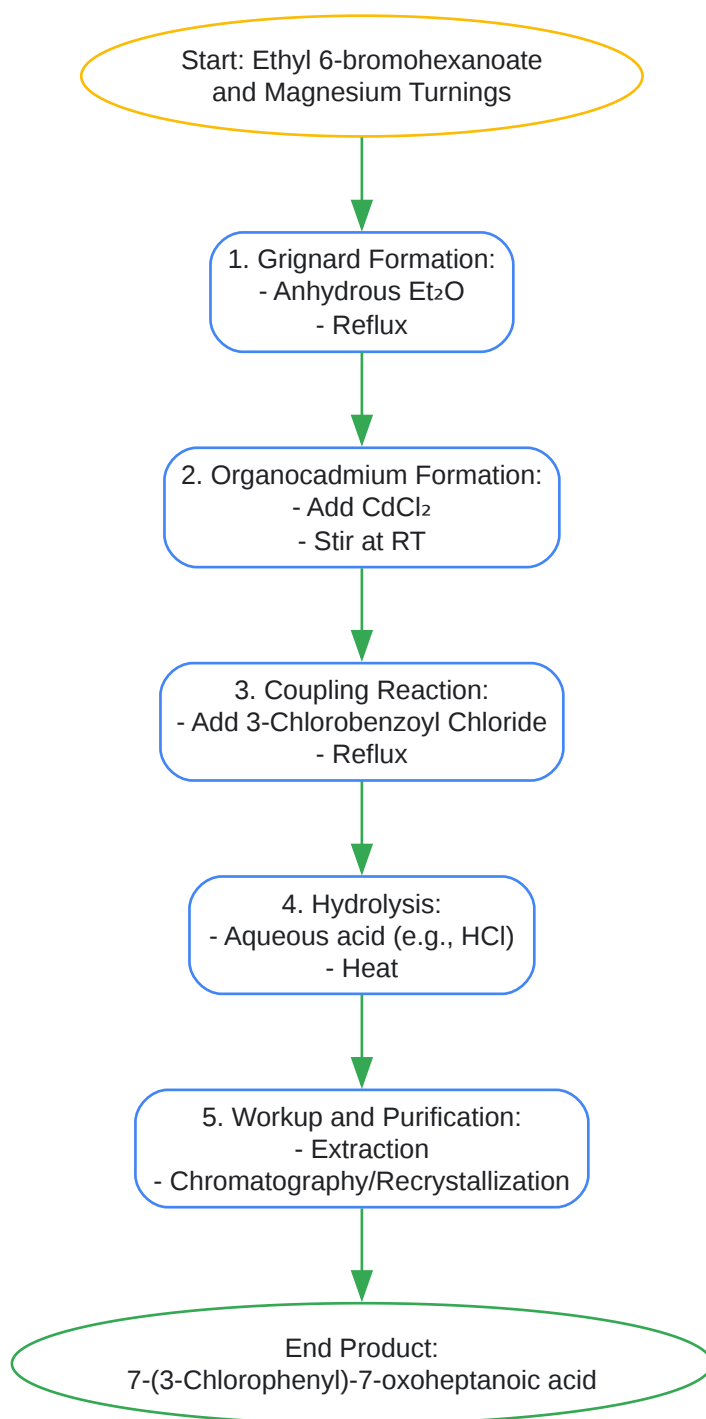 Start: Ethyl 6-bromohexanoate
and Magnesium Turnings
1. Grignard Formation:
- Anhydrous Et₂O
- Reflux
2. Organocadmium Formation:
- Add CdCl₂
- Stir at RT
3. Coupling Reaction:
- Add 3-Chlorobenzoyl Chloride
- Reflux
4. Hydrolysis:
- Aqueous acid (e.g., HCl)
- Heat
5. Workup and Purification:
- Extraction
- Chromatography/Recrystallization
End Product:
7-(3-Chlorophenyl)-7-oxoheptanoic acid